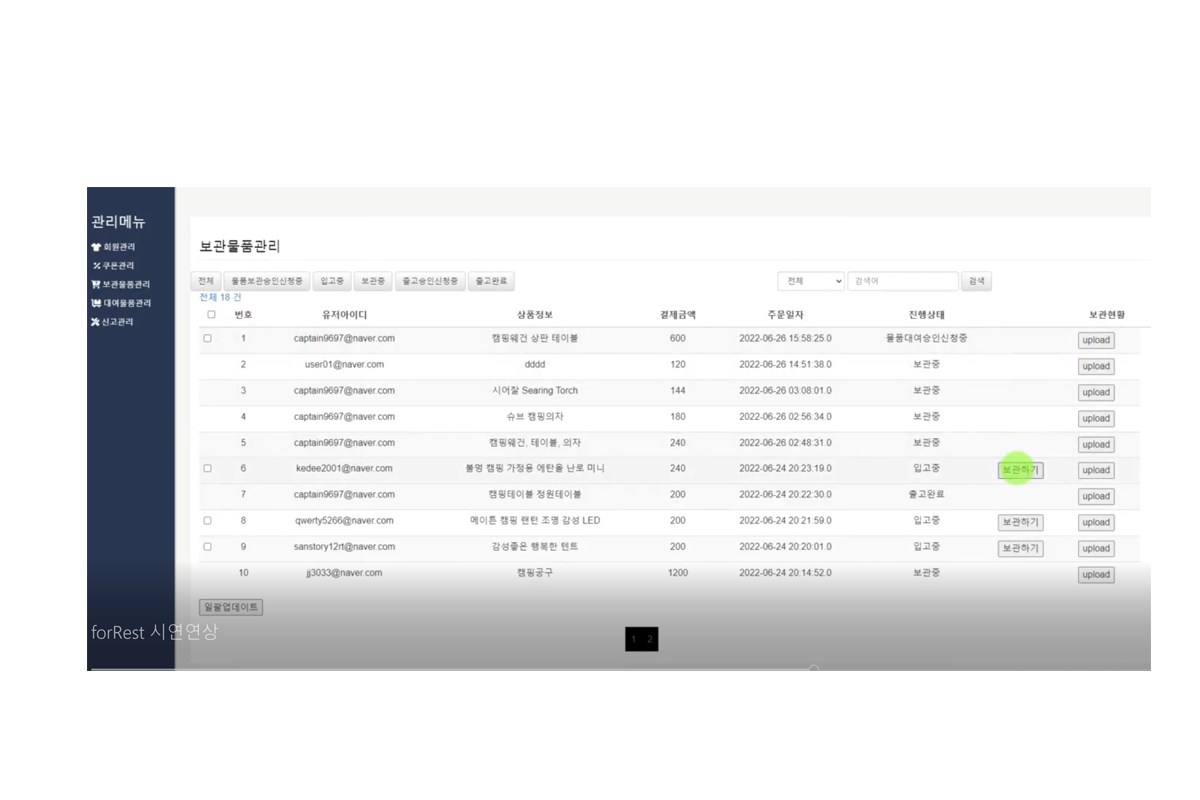 관리메뉴
회원관리
쿠폰관리
보관물품관리
대여물품관리
신고관리
보관물품관리
전체 물품보관승인신청중 입고중 보관중 출고승인신청중 출고완료 전체 검색어 검색
전체 18 건
번호 유저아이디 상품정보 결제금액 주문일자 진행상태 보관현황
1 captain9697@naver.com 캠핑웨건 상판 테이블 600 2022-06-26 15:58:25.0 물품대여승인신청중 upload
2 user01@naver.com dddd 120 2022-06-26 14:51:38.0 보관중 upload
3 captain9697@naver.com 시어잘 Searing Torch 144 2022-06-26 03:08:01.0 보관중 upload
4 captain9697@naver.com 슈브 캠핑의자 180 2022-06-26 02:56:34.0 보관중 upload
5 captain9697@naver.com 캠핑웨건, 테이블, 의자 240 2022-06-26 02:48:31.0 보관중 upload
6 kedee2001@naver.com 불멍 캠핑 가정용 에탄올 난로 미니 240 2022-06-24 20:23:19.0 입고중 보관하기 upload
7 captain9697@naver.com 캠핑테이블 정원테이블 200 2022-06-24 20:22:30.0 출고완료 upload
8 qwerty5266@naver.com 메이튼 캠핑 랜턴 조명 감성 LED 200 2022-06-24 20:21:59.0 입고중 보관하기 upload
9 sanstory12rt@naver.com 감성좋은 행복한 텐트 200 2022-06-24 20:20:01.0 입고중 보관하기 upload
10 jj3033@naver.com 캠핑공구 1200 2022-06-24 20:14:52.0 보관중 upload
일괄업데이트
forRest 시연연상
1 2